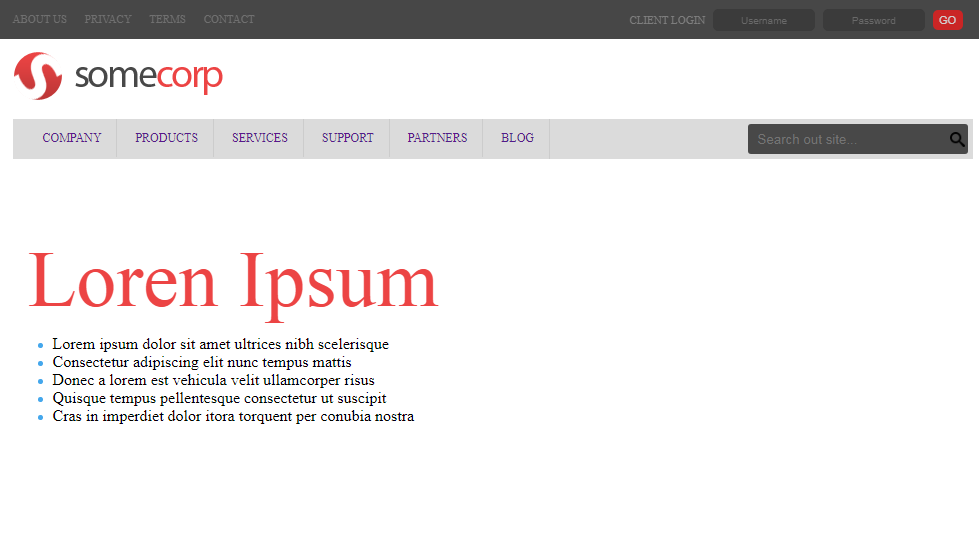 ABOUT US PRIVACY TERMS CONTACT CLIENT LOGIN Username Password GO
somecorp
COMPANY PRODUCTS SERVICES SUPPORT PARTNERS BLOG Search out site...
Loren Ipsum
Lorem ipsum dolor sit amet ultrices nibh scelerisque
Consectetur adipiscing elit nunc tempus mattis
Donec a lorem est vehicula velit ullamcorper risus
Quisque tempus pellentesque consectetur ut suscipit
Cras in imperdiet dolor itora torquent per conubia nostra